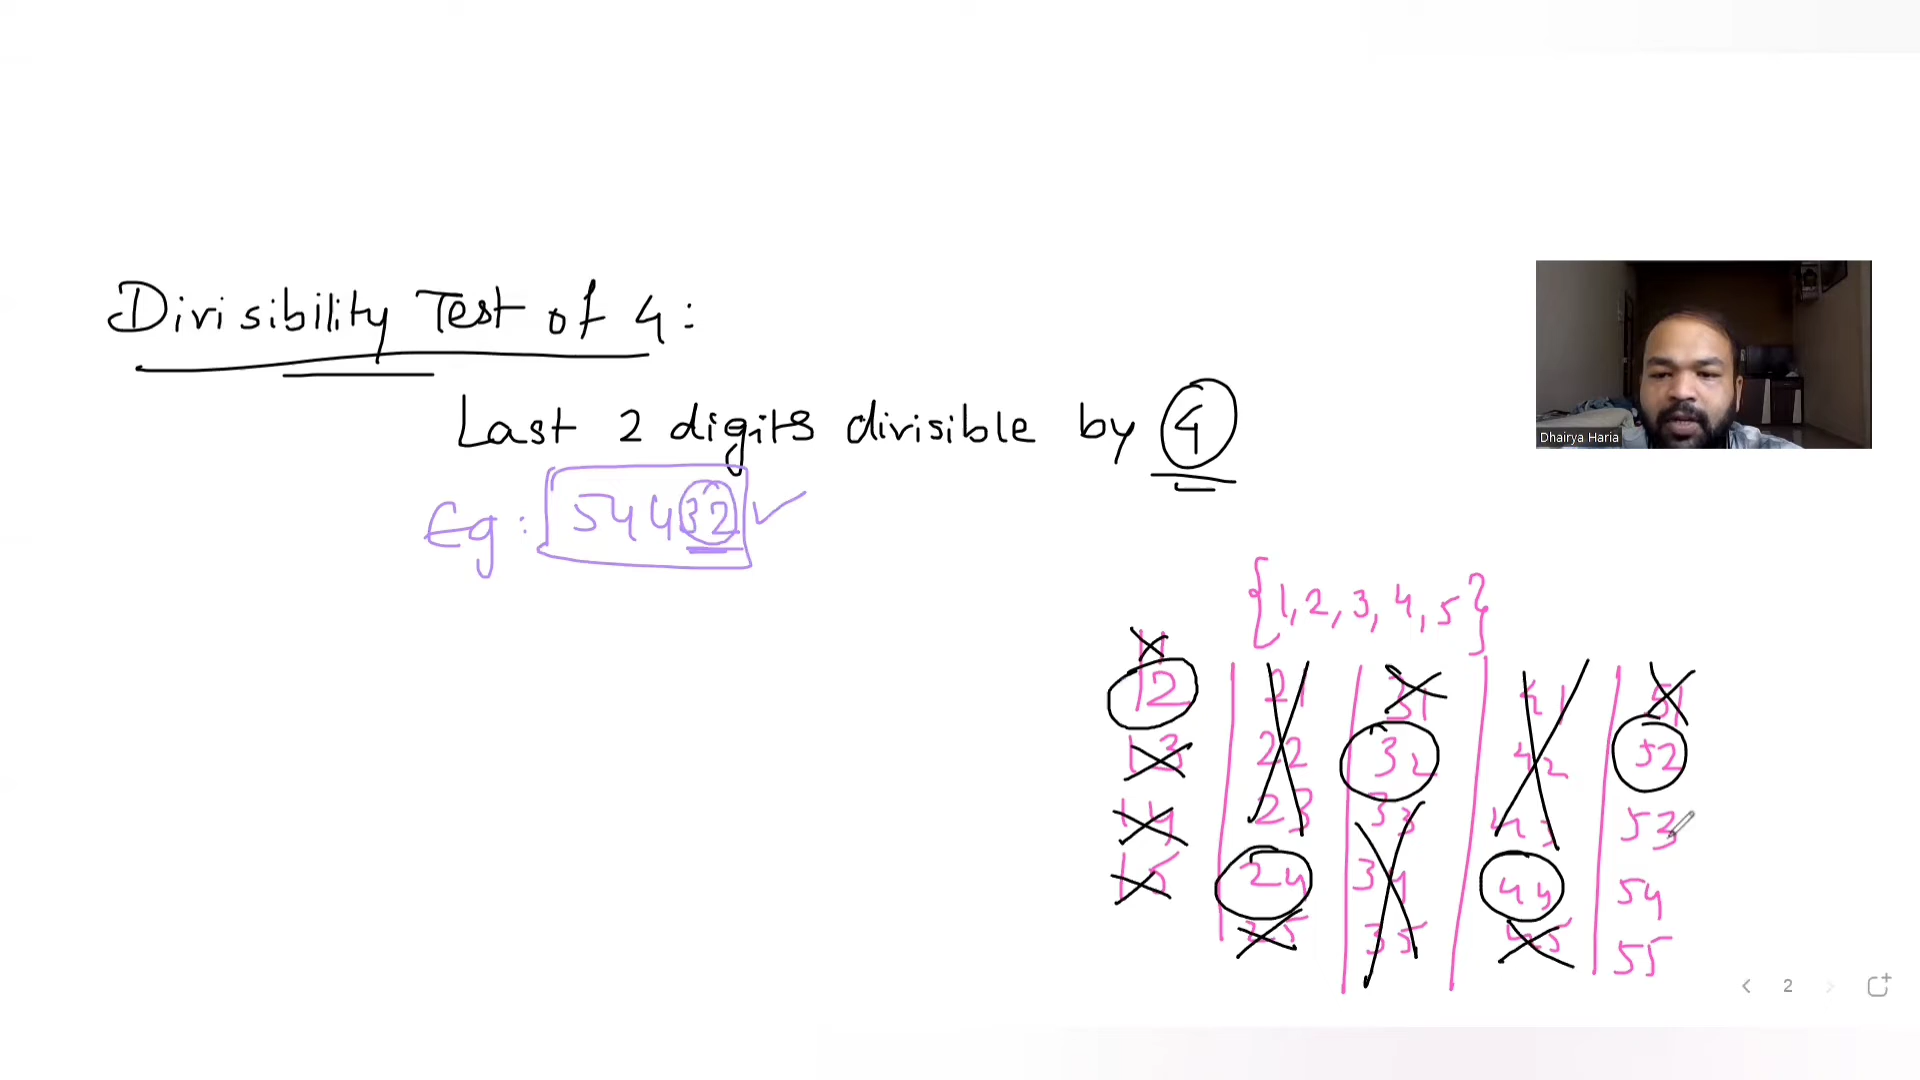 Divisibility Test of 4:
Last 2 digits divisible by 4
Eg: 54432 ✓
Dhairya Haria
{1, 2, 3, 4, 5}
11
12 21 31 41 51
13 22 32 42 52
14 23 33 43 53
15 24 34 44 54
25 35 45 55
2